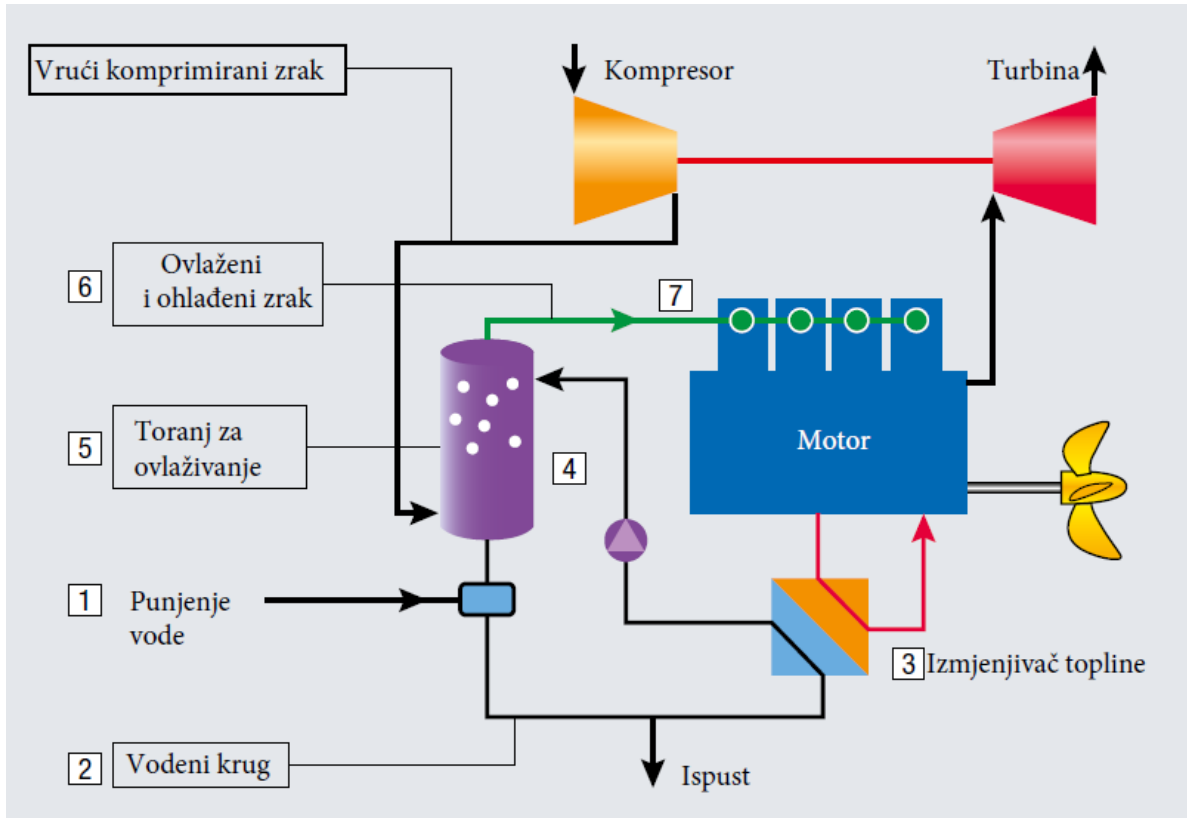 Vrući komprimirani zrak
Kompresor
Turbina
6
Ovlaženi
i ohlađeni zrak
7
5
Toranj za
ovlaživanje
4
Motor
1
Punjenje
vode
3
Izmjenjivač topline
2
Vodeni krug
Ispust